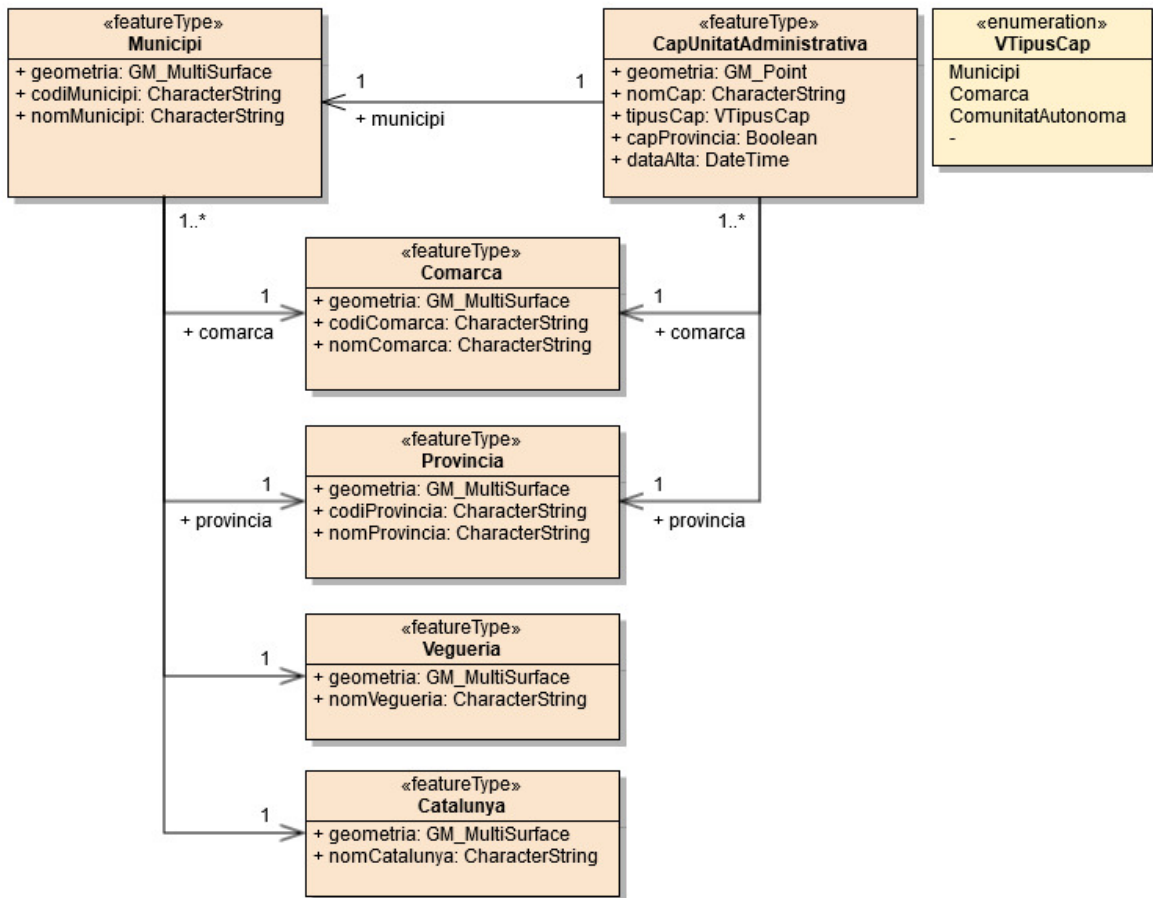 «featureType»
Municipi
+ geometria: GM_MultiSurface
+ codiMunicipi: CharacterString
+ nomMunicipi: CharacterString
1
1
+ municipi
«featureType»
CapUnitatAdministrativa
+ geometria: GM_Point
+ nomCap: CharacterString
+ tipusCap: VTipusCap
+ capProvincia: Boolean
+ dataAlta: DateTime
«enumeration»
VTipusCap
Municipi
Comarca
ComunitatAutonoma
-
1..*
1..*
«featureType»
Comarca
+ geometria: GM_MultiSurface
+ codiComarca: CharacterString
+ nomComarca: CharacterString
1
+ comarca
1
+ comarca
«featureType»
Provincia
+ geometria: GM_MultiSurface
+ codiProvincia: CharacterString
+ nomProvincia: CharacterString
1
+ provincia
1
+ provincia
«featureType»
Vegueria
+ geometria: GM_MultiSurface
+ nomVegueria: CharacterString
1
«featureType»
Catalunya
+ geometria: GM_MultiSurface
+ nomCatalunya: CharacterString
1